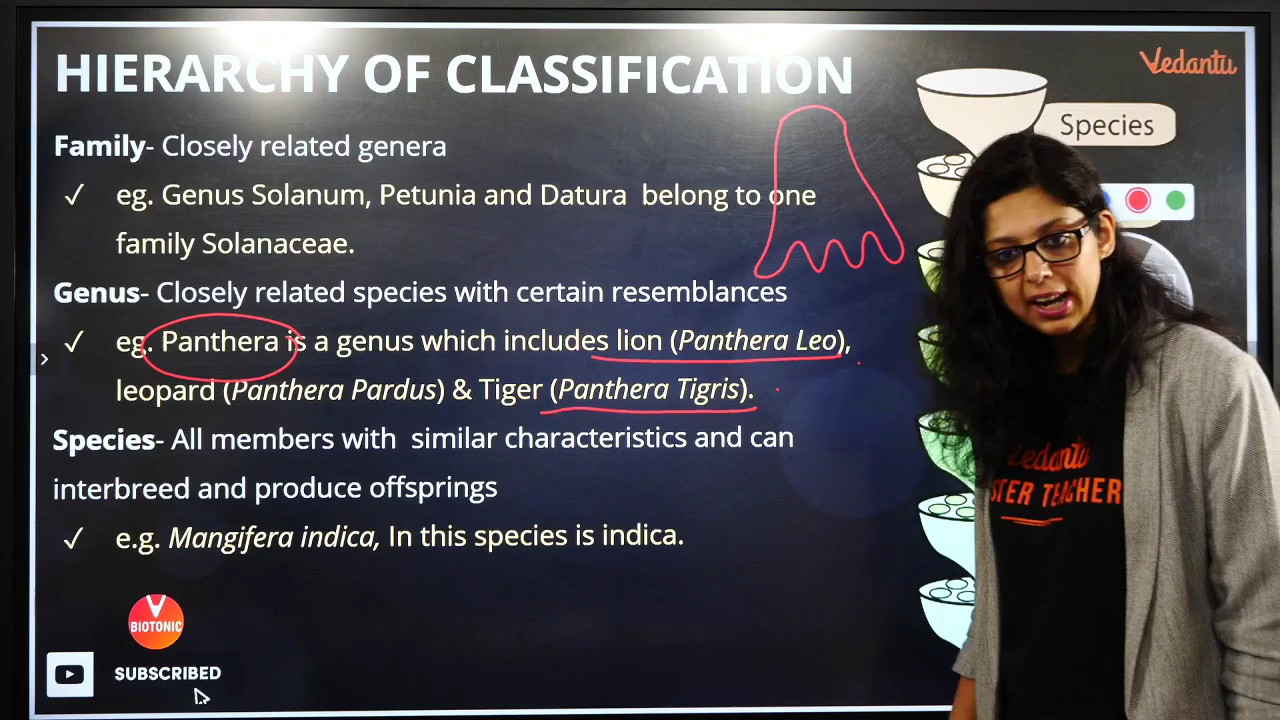 HIERARCHY OF CLASSIFICATION
Vedantu
Species
Family- Closely related genera
✓ eg. Genus Solanum, Petunia and Datura belong to one
family Solanaceae.
Genus- Closely related species with certain resemblances
✓ eg. Panthera is a genus which includes lion (Panthera Leo),
leopard (Panthera Pardus) & Tiger (Panthera Tigris).
Species- All members with similar characteristics and can
interbreed and produce offsprings
✓ e.g. Mangifera indica, In this species is indica.
Vedantu
STER TEACHER
V
BIOTONIC
SUBSCRIBED